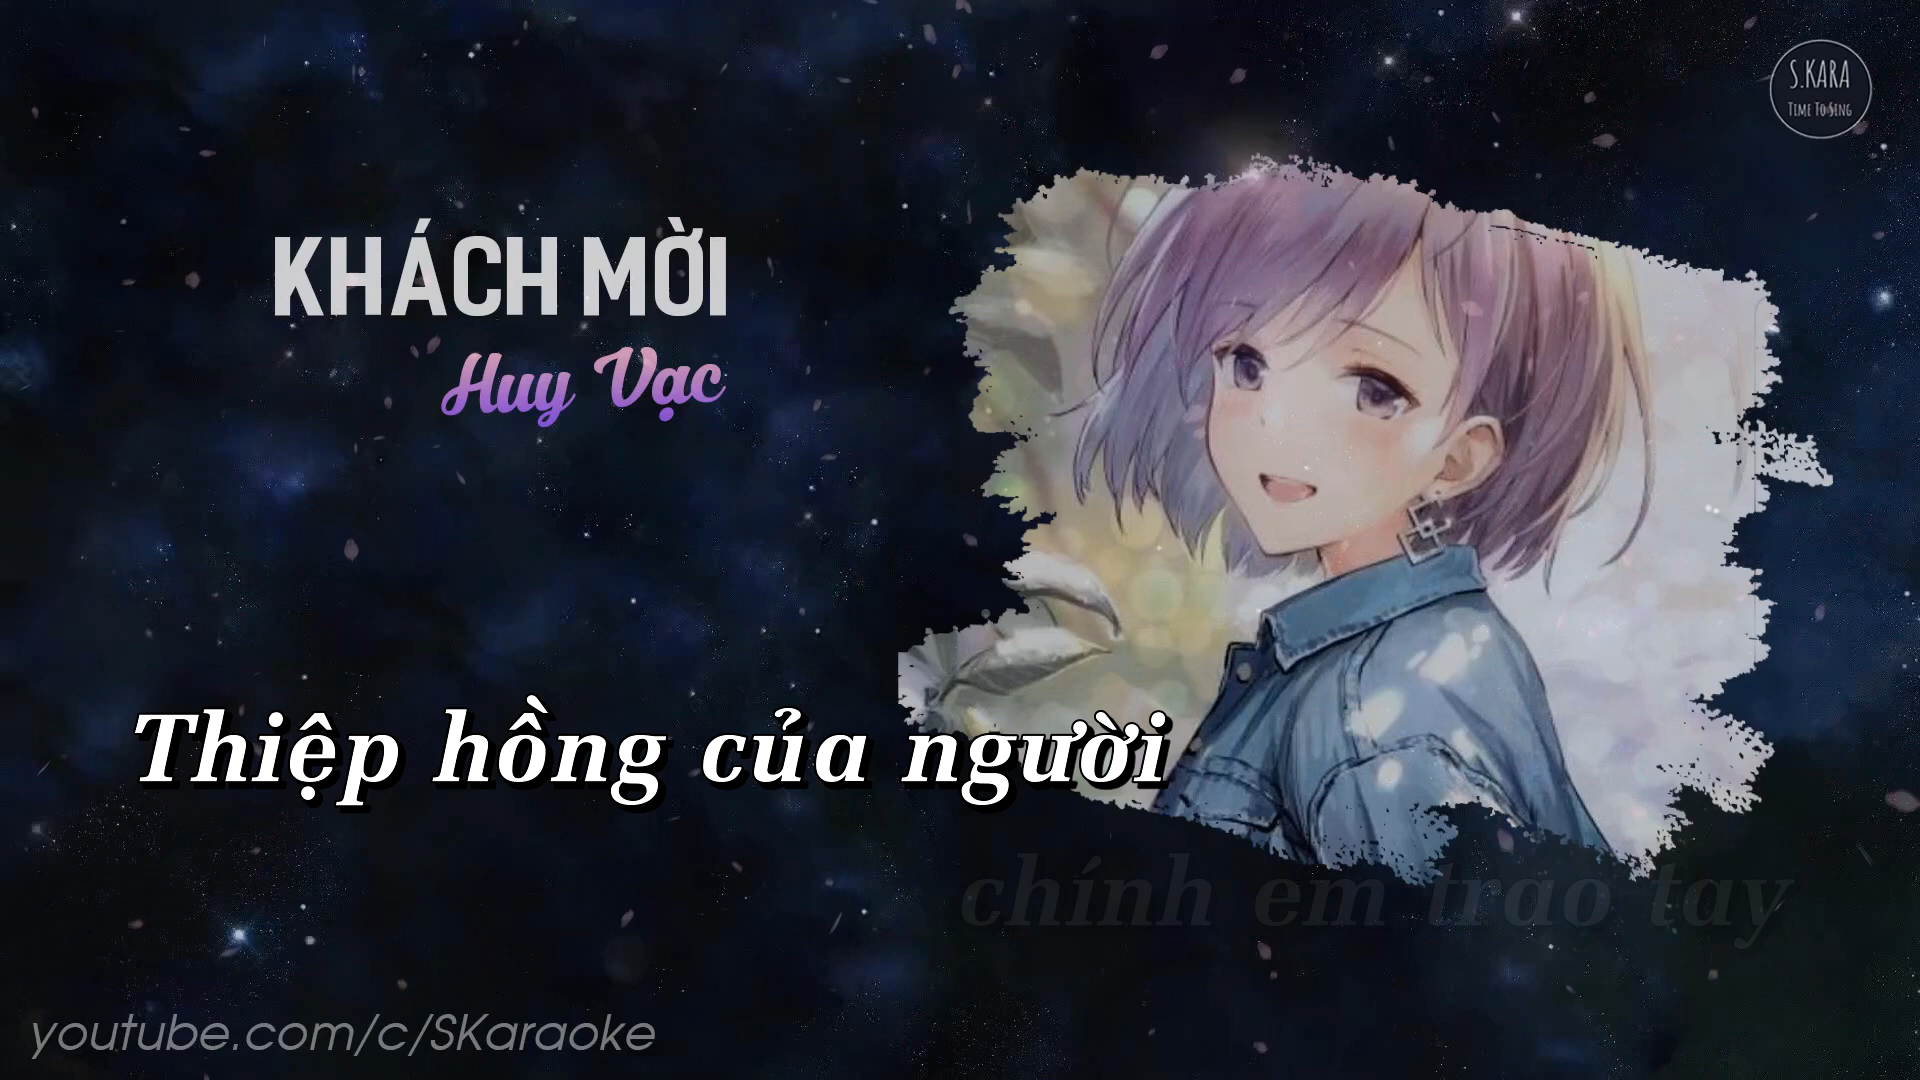 S.KARA
TIME TO SING
KHÁCH MỜI
Huy Vạc
Thiệp hồng của người
chính em trao tay
youtube.com/c/SKaraoke